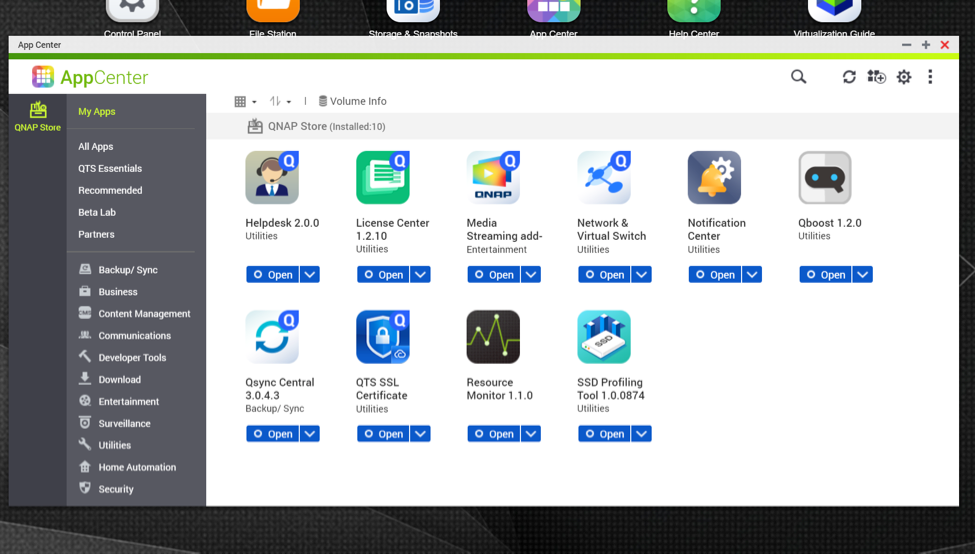 Control Panel
File Station
Storage & Snapshots
App Center
Help Center
Virtualization Guide
App Center
AppCenter
QNAP Store
My Apps
All Apps
QTS Essentials
Recommended
Beta Lab
Partners
Backup/ Sync
Business
CMS
Content Management
Communications
Developer Tools
Download
Entertainment
Surveillance
Utilities
Home Automation
Security
Volume Info
QNAP Store (Installed:10)
Q
Q
Q
QNAP
Q
Helpdesk 2.0.0
Utilities
License Center
1.2.10
Utilities
Media
Streaming add-
Entertainment
Network &
Virtual Switch
Utilities
Notification
Center
Utilities
Qboost 1.2.0
Utilities
Open
Open
Open
Open
Open
Open
Q
Q
SSD
Qsync Central
3.0.4.3
Backup/ Sync
QTS SSL
Certificate
Utilities
Resource
Monitor 1.1.0
SSD Profiling
Tool 1.0.0874
Utilities
Open
Open
Open
Open